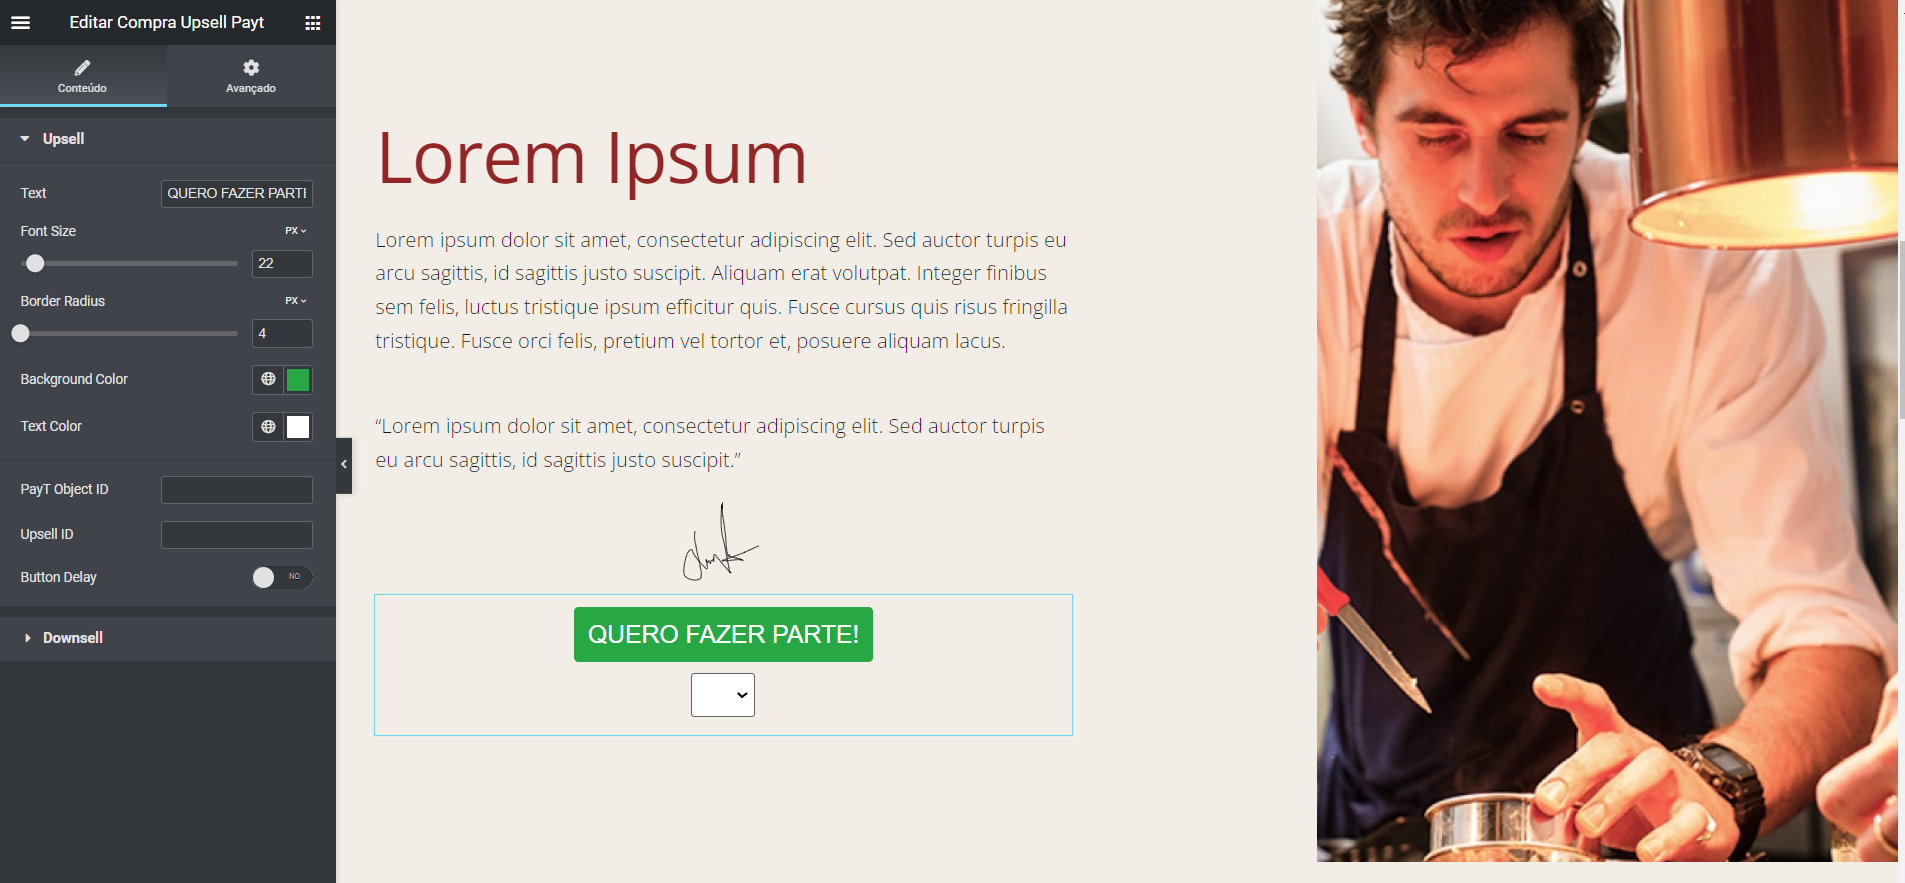 Editar Compra Upsell Payt
Conteúdo
Avançado
Upsell
Text
QUERO FAZER PARTE
Font Size
PX
22
Border Radius
PX
4
Background Color
Text Color
PayT Object ID
Upsell ID
Button Delay
NO
Downsell
Lorem Ipsum
Lorem ipsum dolor sit amet, consectetur adipiscing elit. Sed auctor turpis eu
arcu sagittis, id sagittis justo suscipit. Aliquam erat volutpat. Integer finibus
sem felis, luctus tristique ipsum efficitur quis. Fusce cursus quis risus fringilla
tristique. Fusce orci felis, pretium vel tortor et, posuere aliquam lacus.
“Lorem ipsum dolor sit amet, consectetur adipiscing elit. Sed auctor turpis
eu arcu sagittis, id sagittis justo suscipit.”
QUERO FAZER PARTE!